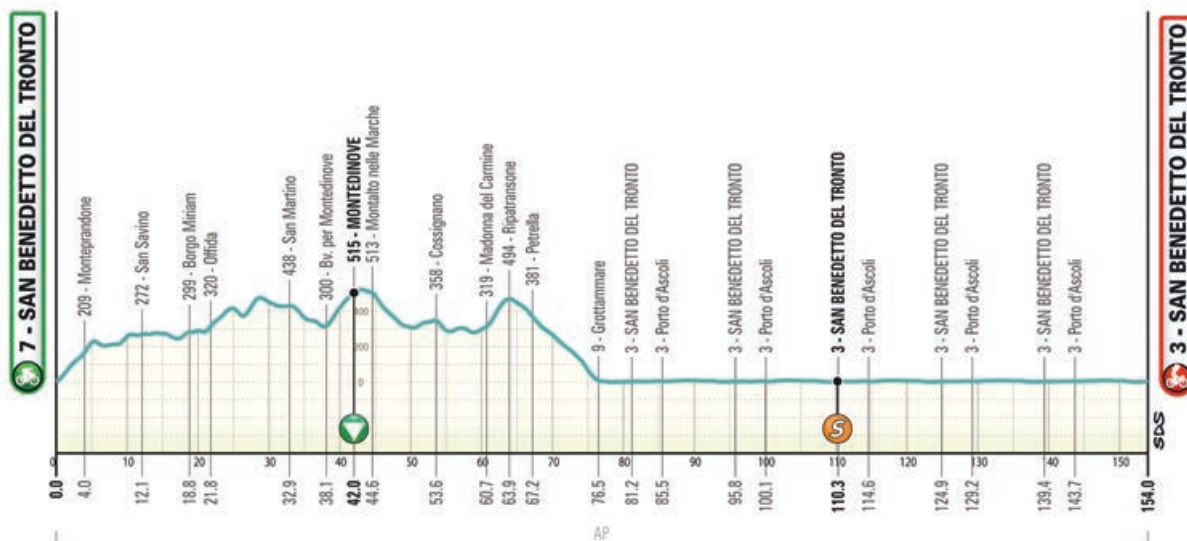 7 - SAN BENEDETTO DEL TRONTO
209 - Monteprandone
272 - San Savino
299 - Borgo Miriam
320 - Offida
438 - San Martino
300 - Bv. per Montedinove
515 - MONTEDINOVE
513 - Montalto nelle Marche
358 - Cossignano
319 - Madonna del Carmine
494 - Ripatransone
381 - Petrella
9 - Grottammare
3 - SAN BENEDETTO DEL TRONTO
3 - Porto d'Ascoli
3 - SAN BENEDETTO DEL TRONTO
3 - Porto d'Ascoli
3 - SAN BENEDETTO DEL TRONTO
3 - Porto d'Ascoli
3 - SAN BENEDETTO DEL TRONTO
3 - Porto d'Ascoli
3 - SAN BENEDETTO DEL TRONTO
3 - Porto d'Ascoli
3 - SAN BENEDETTO DEL TRONTO
400
200
0
S
SDS
0 10 20 30 40 50 60 70 80 90 100 110 120 130 140 150
0.0 4.0 12.1 18.8 21.8 32.9 38.1 42.0 44.6 53.6 60.7 63.9 67.2 76.5 81.2 85.5 95.8 100.1 110.3 114.6 124.9 129.2 139.4 143.7 154.0
AP